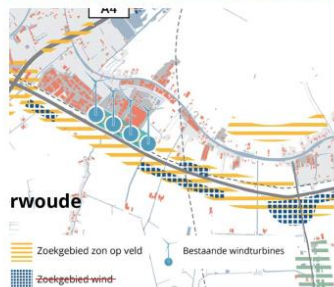 A4
rwoude
Zoekgebied zon op veld
Bestaande windturbines
Zoekgebied wind